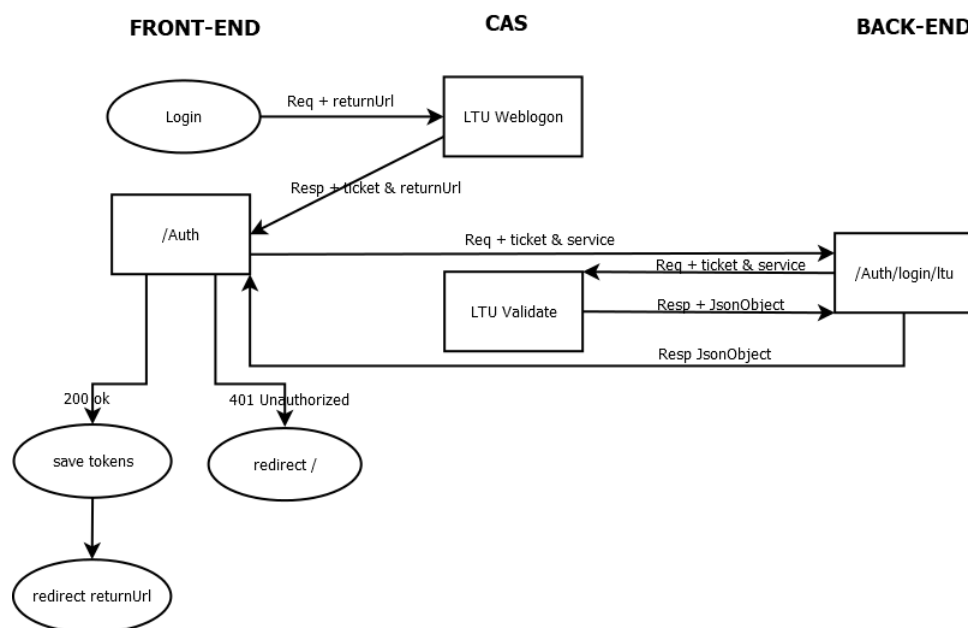 FRONT-END
CAS
BACK-END
Login
Req + returnUrl
LTU Weblogon
Resp + ticket & returnUrl
/Auth
Req + ticket & service
Req + ticket & service
/Auth/login/ltu
LTU Validate
Resp + JsonObject
Resp JsonObject
200 ok
401 Unauthorized
save tokens
redirect /
redirect returnUrl